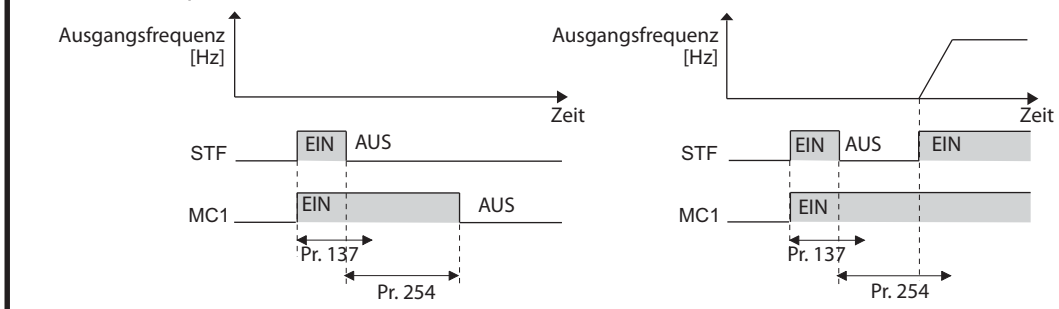 Ausgangsfrequenz
[Hz]
Zeit
STF
EIN
AUS
MC1
EIN
AUS
Pr. 137
Pr. 254
Ausgangsfrequenz
[Hz]
Zeit
STF
EIN
AUS
EIN
MC1
EIN
Pr. 137
Pr. 254